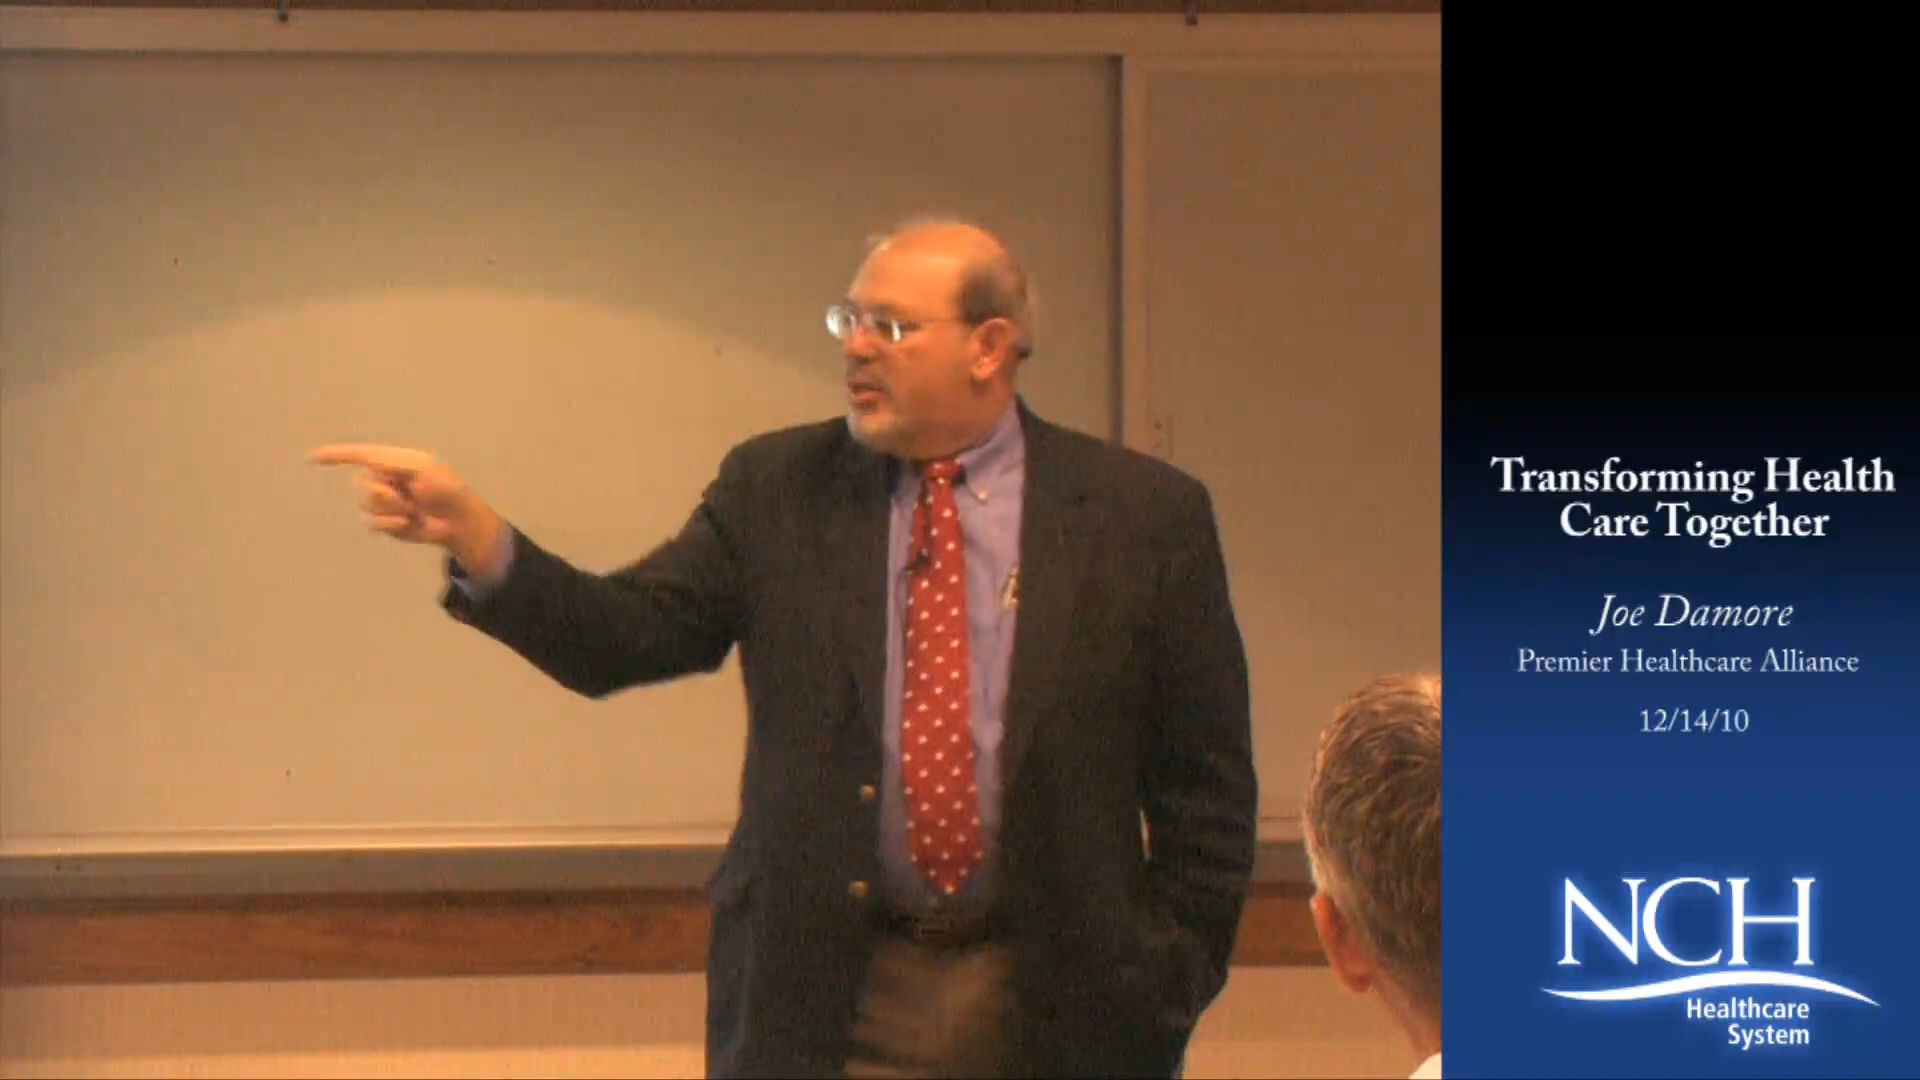 Transforming Health
Care Together
Joe Damore
Premier Healthcare Alliance
12/14/10
NCH
Healthcare
System